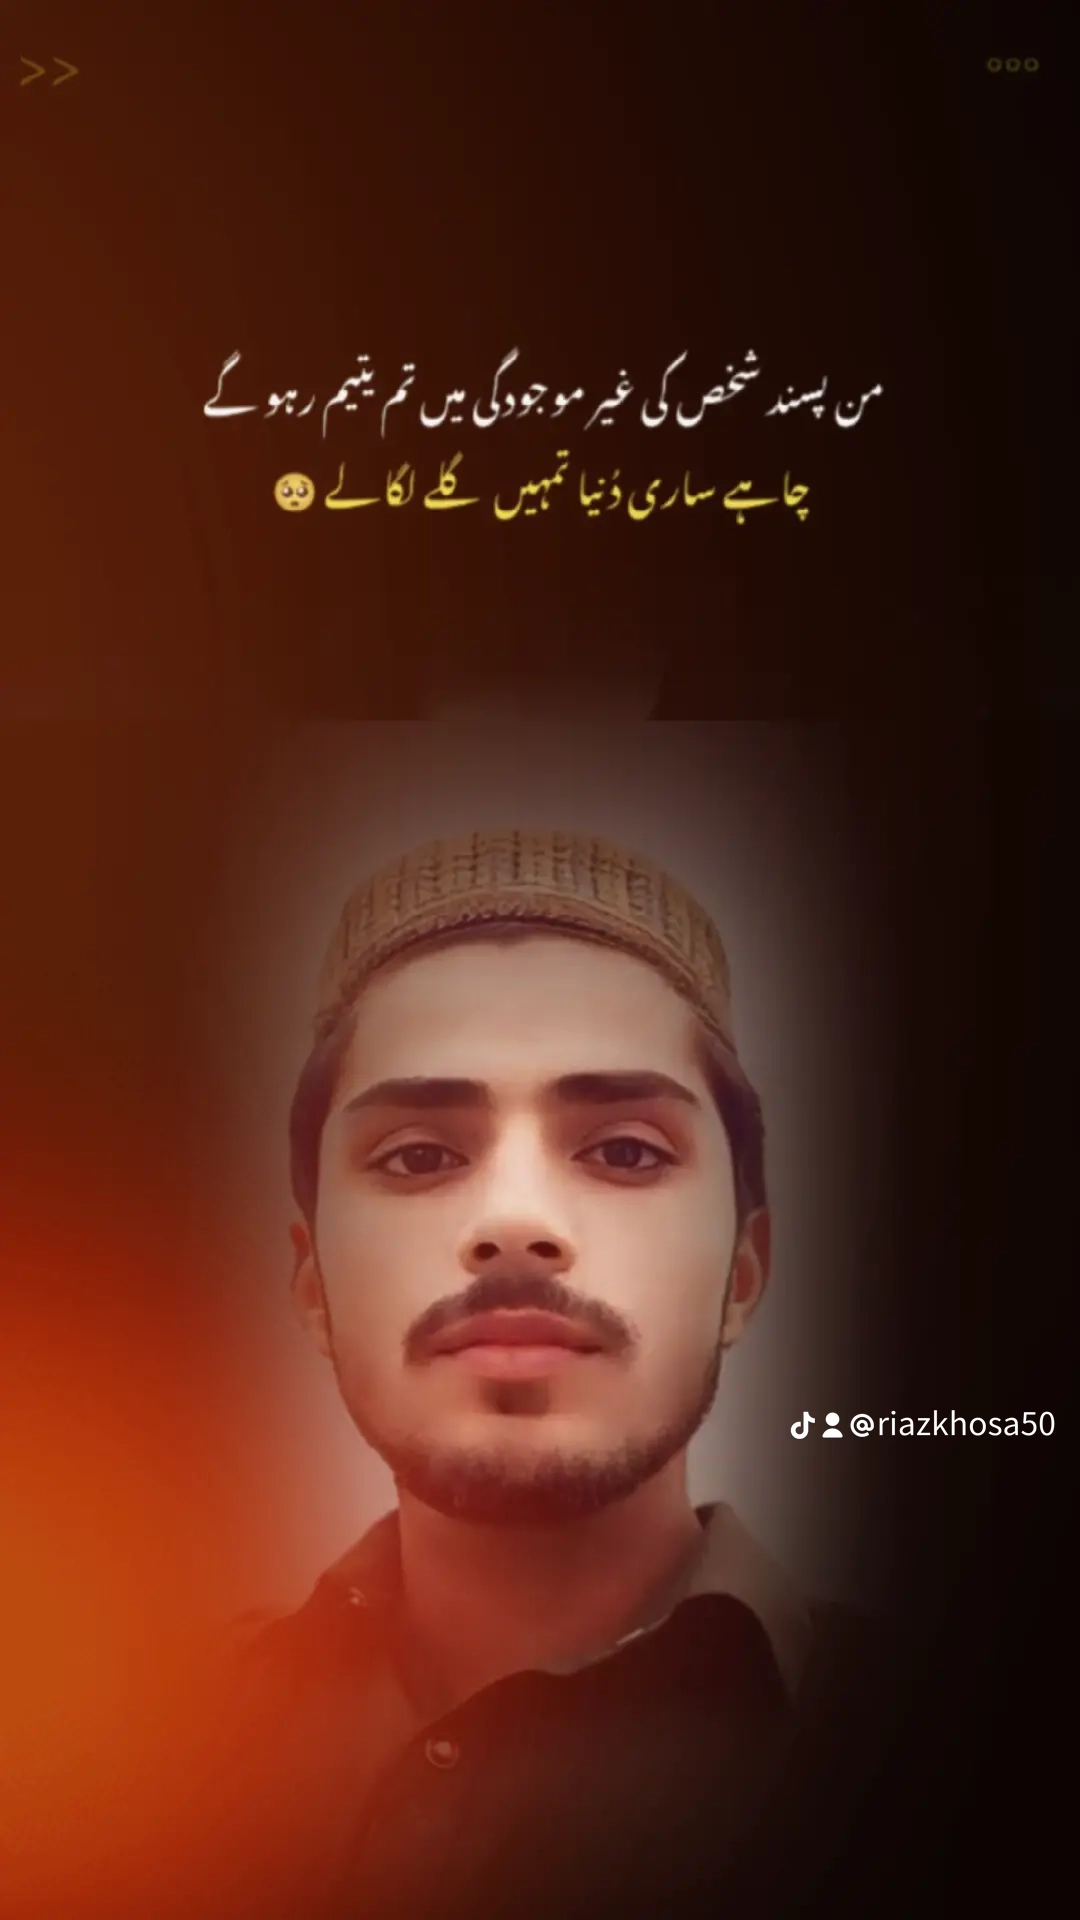 >>
ooo
من پسند شخص کی غیر موجودگی میں تم یتیم رہو گے
چاہے ساری دُنیا تمہیں گلے لگا لے 🥺
@riazkhosa50